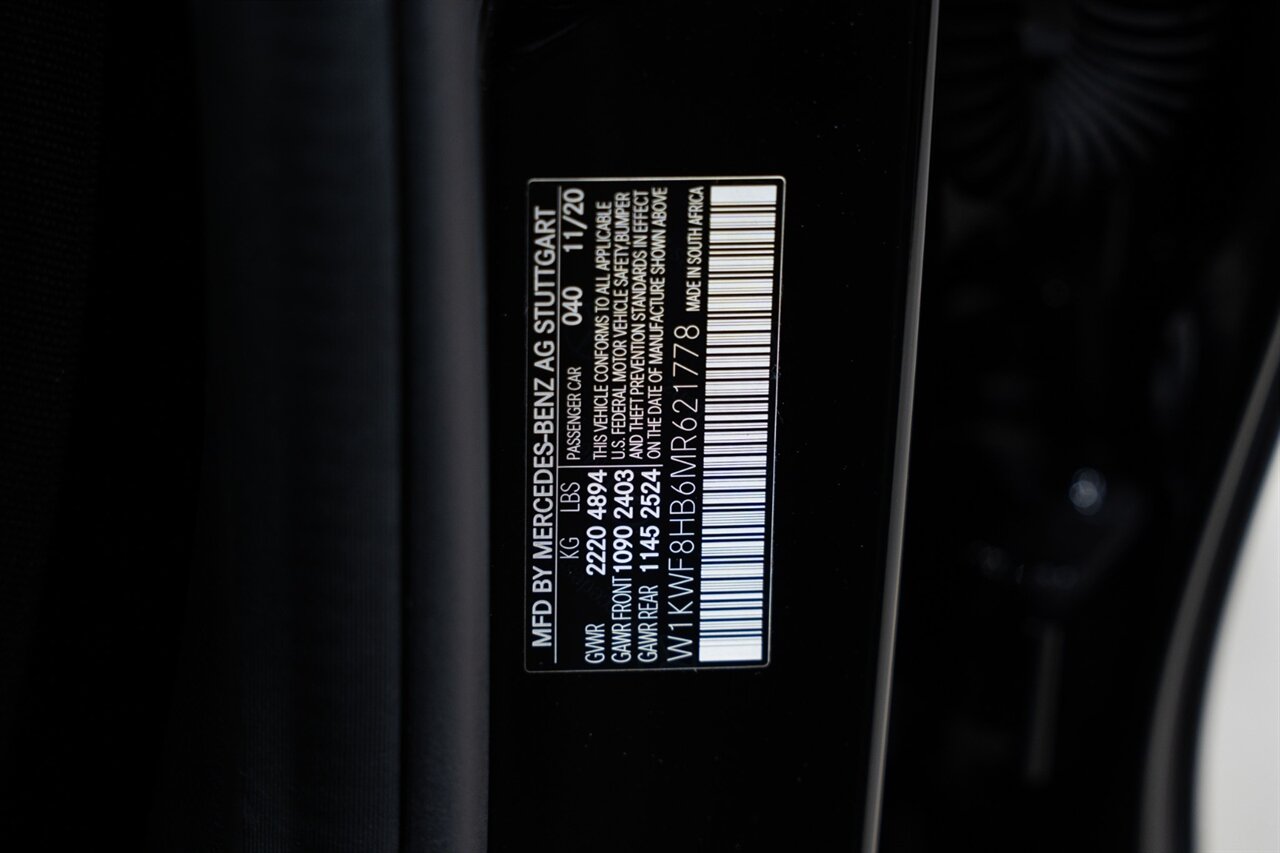 MFD BY MERCEDES-BENZ AG STUTTGART
KG LBS
GVWR 2220 4894
GAWR FRONT 1090 2403
GAWR REAR 1145 2524
PASSENGER CAR 040 11/20
THIS VEHICLE CONFORMS TO ALL APPLICABLE
U.S. FEDERAL MOTOR VEHICLE SAFETY,BUMPER
AND THEFT PREVENTION STANDARDS IN EFFECT
ON THE DATE OF MANUFACTURE SHOWN ABOVE
W1KWF8HB6MR621778 MADE IN SOUTH AFRICA